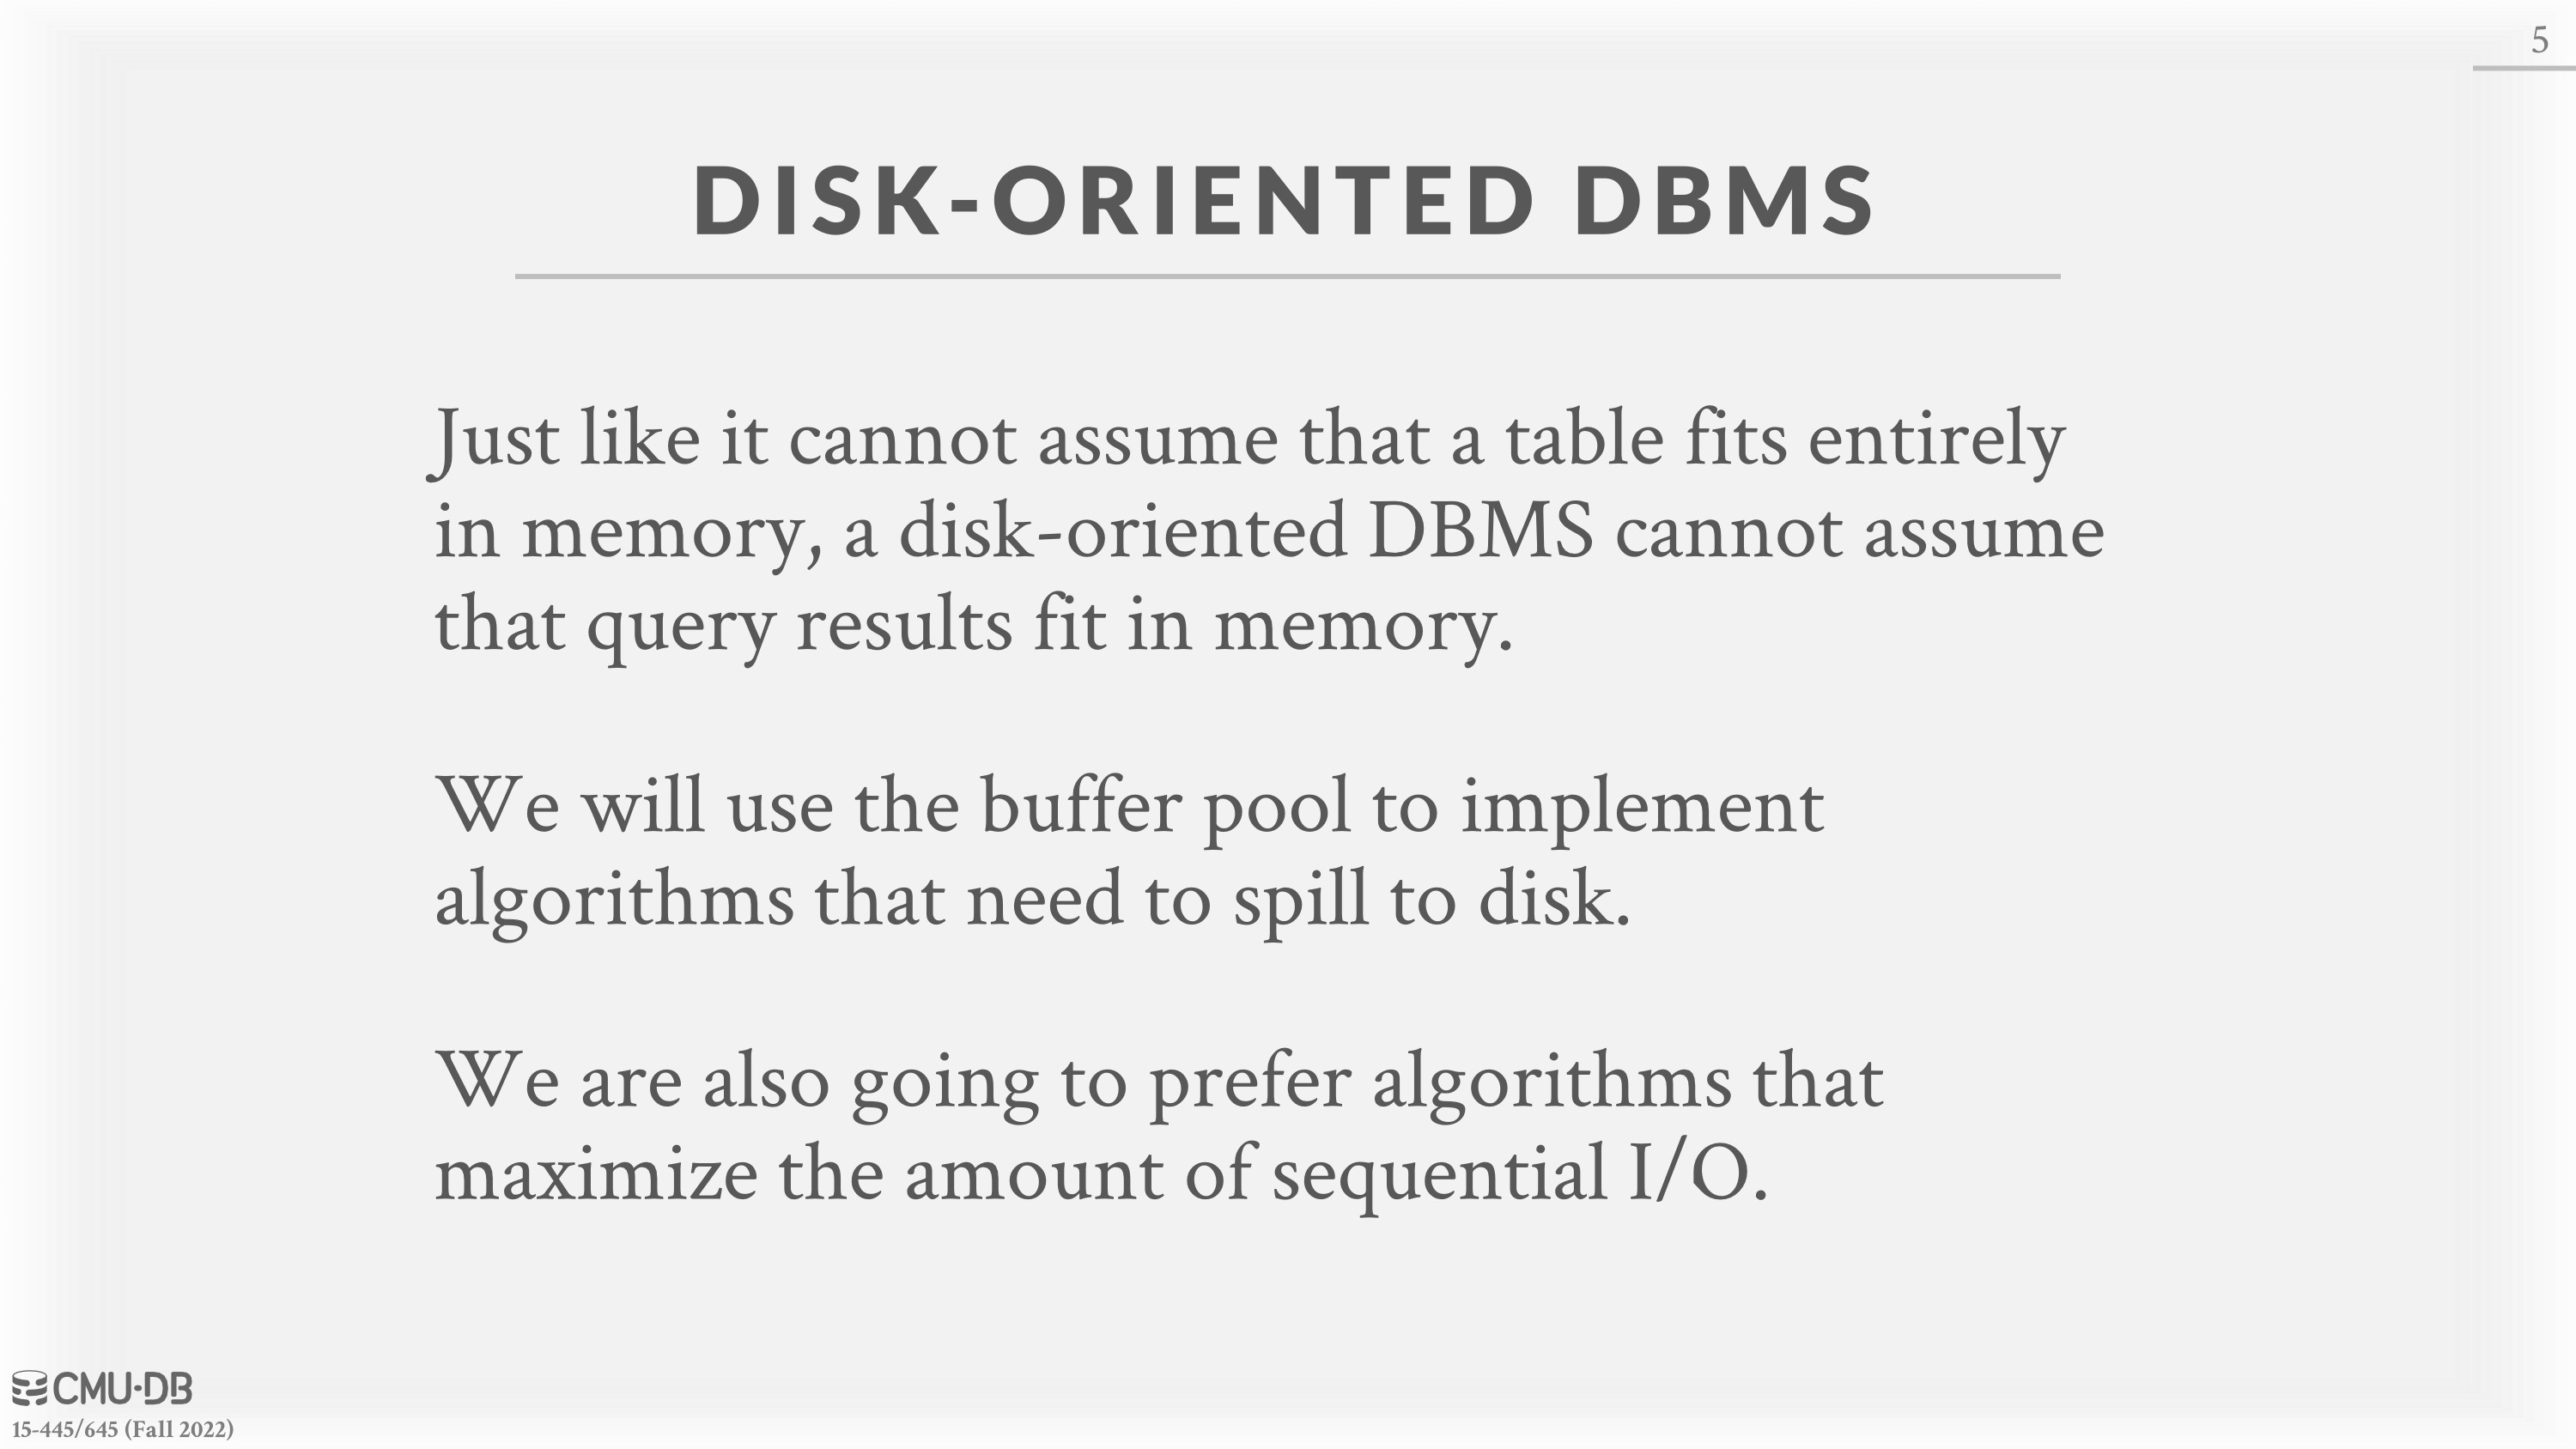 5
DISK-ORIENTED DBMS
Just like it cannot assume that a table fits entirely
in memory, a disk-oriented DBMS cannot assume
that query results fit in memory.
We will use the buffer pool to implement
algorithms that need to spill to disk.
We are also going to prefer algorithms that
maximize the amount of sequential I/O.
CMU·DB
15-445/645 (Fall 2022)